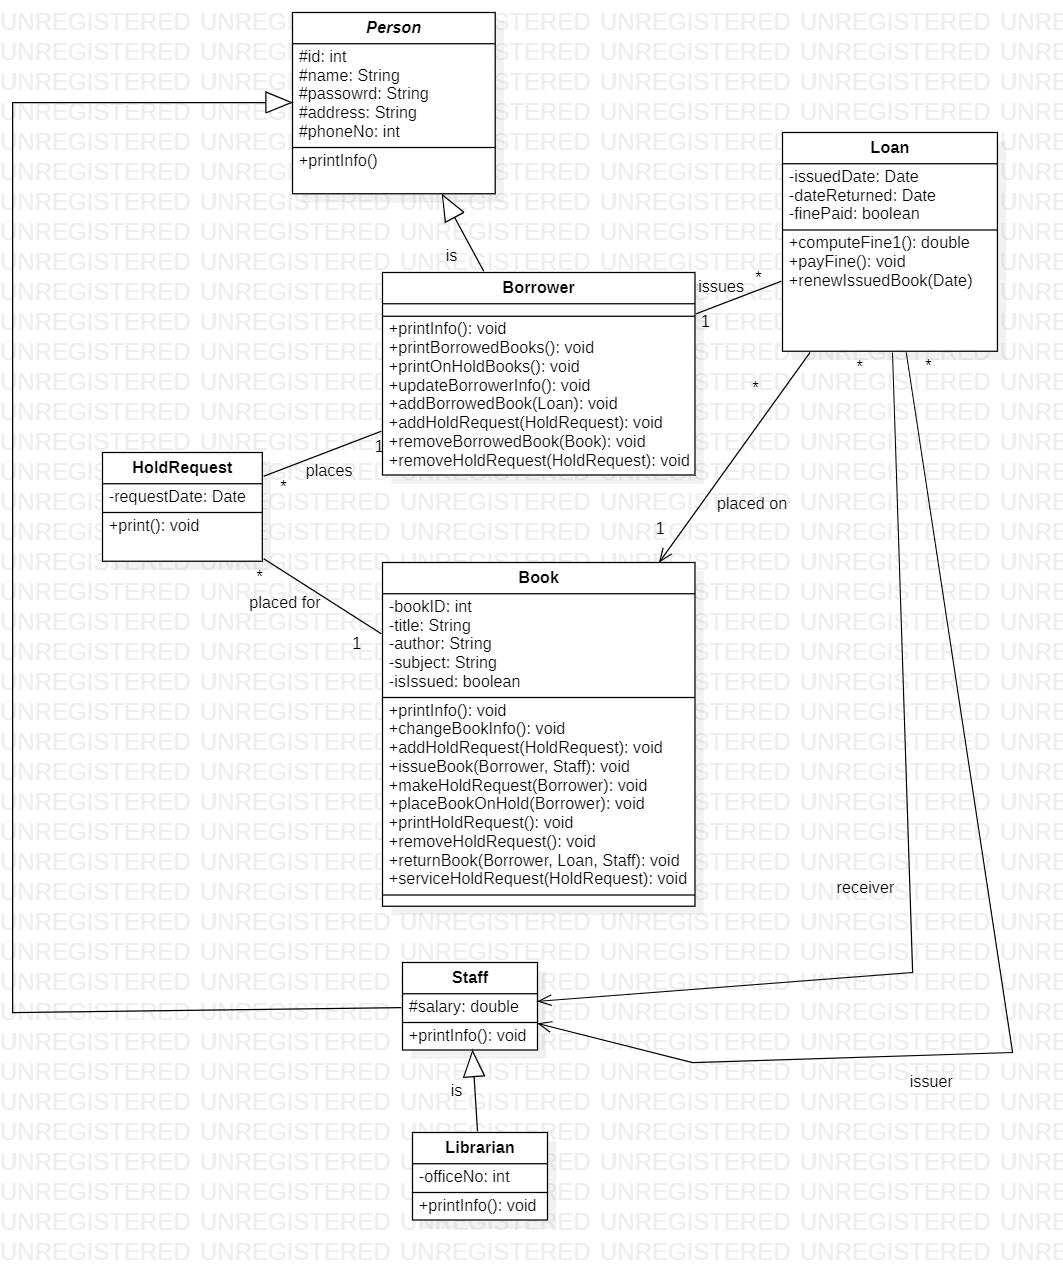 Person
#id: int
#name: String
#passowrd: String
#address: String
#phoneNo: int
+printInfo()
Loan
-issuedDate: Date
-dateReturned: Date
-finePaid: boolean
+computeFine1(): double
+payFine(): void
+renewIssuedBook(Date)
is
issues
*
1
Borrower
+printInfo(): void
+printBorrowedBooks(): void
+printOnHoldBooks(): void
+updateBorrowerInfo(): void
+addBorrowedBook(Loan): void
+addHoldRequest(HoldRequest): void
+removeBorrowedBook(Book): void
+removeHoldRequest(HoldRequest): void
*
*
*
1
places
*
HoldRequest
-requestDate: Date
+print(): void
placed on
1
*
placed for
1
Book
-bookID: int
-title: String
-author: String
-subject: String
-isIssued: boolean
+printInfo(): void
+changeBookInfo(): void
+addHoldRequest(HoldRequest): void
+issueBook(Borrower, Staff): void
+makeHoldRequest(Borrower): void
+placeBookOnHold(Borrower): void
+printHoldRequest(): void
+removeHoldRequest(): void
+returnBook(Borrower, Loan, Staff): void
+serviceHoldRequest(HoldRequest): void
receiver
Staff
#salary: double
+printInfo(): void
issuer
is
Librarian
-officeNo: int
+printInfo(): void
UNREGISTERED